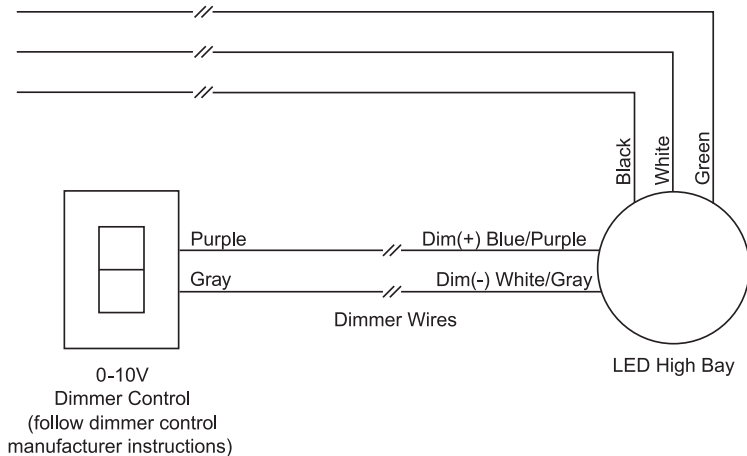 Black
White
Green
Purple
Dim(+) Blue/Purple
Gray
Dim(-) White/Gray
Dimmer Wires
LED High Bay
0-10V
Dimmer Control
(follow dimmer control
manufacturer instructions)